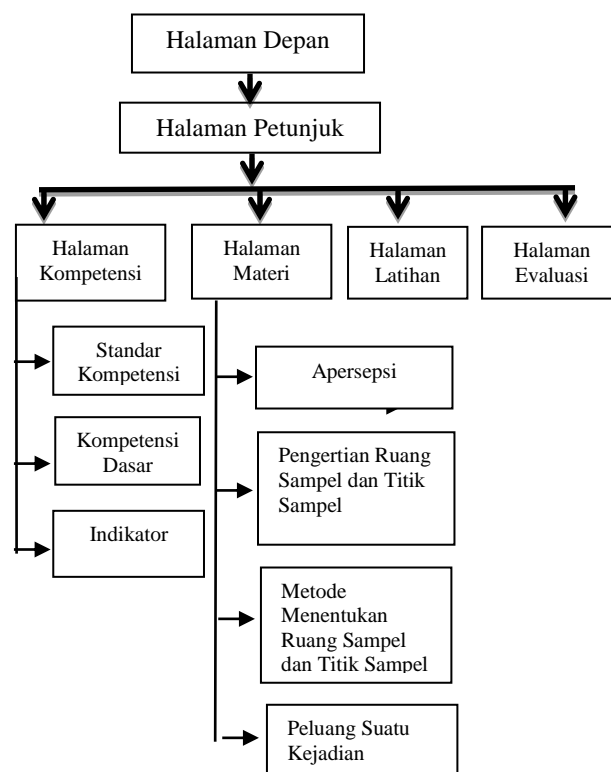 Halaman Depan
Halaman Petunjuk
Halaman
Kompetensi
Halaman
Materi
Halaman
Latihan
Halaman
Evaluasi
Standar
Kompetensi
Kompetensi
Dasar
Indikator
Apersepsi
Pengertian Ruang
Sampel dan Titik
Sampel
Metode
Menentukan
Ruang Sampel
dan Titik Sampel
Peluang Suatu
Kejadian